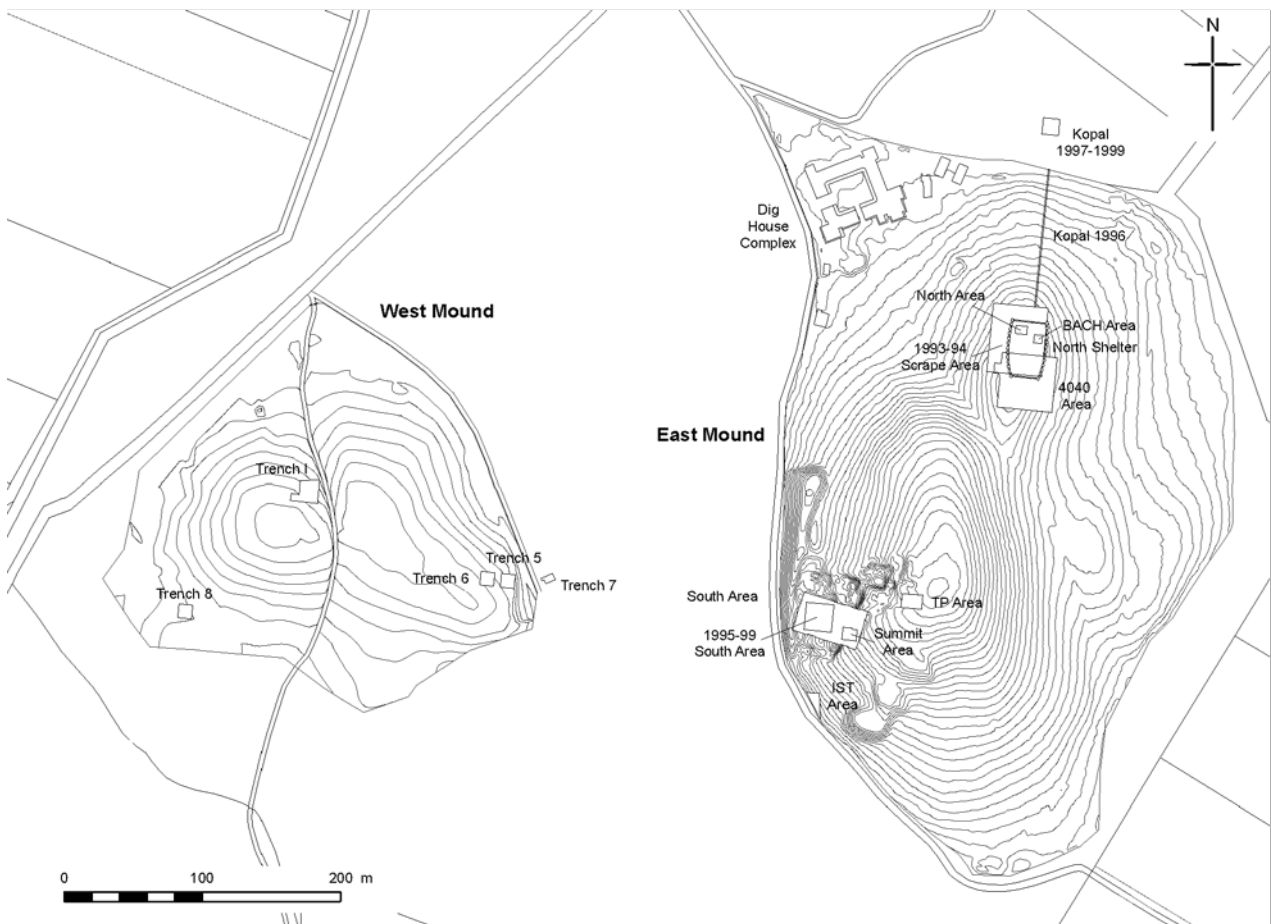 N
Kopal
1997-1999
Dig
House
Complex
Kopal 1996
North Area
BACH Area
North Shelter
1993-94
Scrape Area
4040
Area
West Mound
East Mound
Trench I
Trench 5
Trench 6
Trench 7
Trench 8
South Area
TP Area
1995-99
South Area
Summit
Area
IST
Area
0 100 200 m